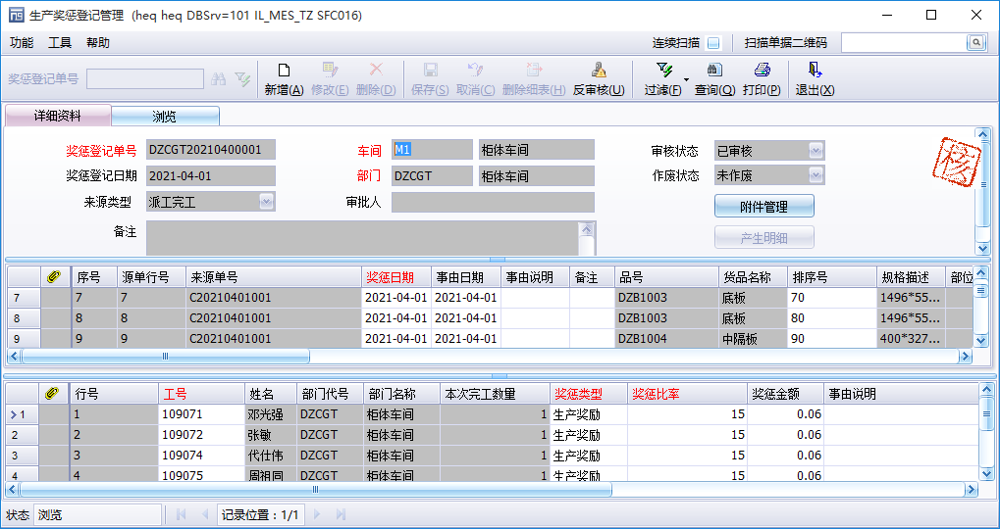 生产奖惩登记管理 (heq heq DBSrv=101 IL_MES_TZ SFC016)
功能 工具 帮助 连续扫描 扫描单据二维码
奖惩登记单号 新增(A) 修改(E) 删除(D) 保存(S) 取消(C) 删除细表(H) 反审核(U) 过滤(F) 查询(Q) 打印(P) 退出(X)
详细资料 浏览
奖惩登记单号 DZCGT20210400001 车间 M1 柜体车间 审核状态 已审核
核
奖惩登记日期 2021-04-01 部门 DZCGT 柜体车间 作废状态 未作废
来源类型 派工完工 审批人 附件管理
备注 产生明细
序号 源单行号 来源单号 奖惩日期 事由日期 事由说明 备注 品号 货品名称 排序号 规格描述 部位
7 7 7 C20210401001 2021-04-01 2021-04-01 DZB1003 底板 70 1496*55...
8 8 8 C20210401001 2021-04-01 2021-04-01 DZB1003 底板 80 1496*55...
9 9 9 C20210401001 2021-04-01 2021-04-01 DZB1004 中隔板 90 400*327...
行号 工号 姓名 部门代号 部门名称 本次完工数量 奖惩类型 奖惩比率 奖惩金额 事由说明
1 1 109071 邓光强 DZCGT 柜体车间 1 生产奖励 15 0.06
2 2 109072 张敏 DZCGT 柜体车间 1 生产奖励 15 0.06
3 3 109074 代仕伟 DZCGT 柜体车间 1 生产奖励 15 0.06
4 4 109075 周祖同 DZCGT 柜体车间 1 生产奖励 15 0.06
状态 浏览 记录位置：1/1